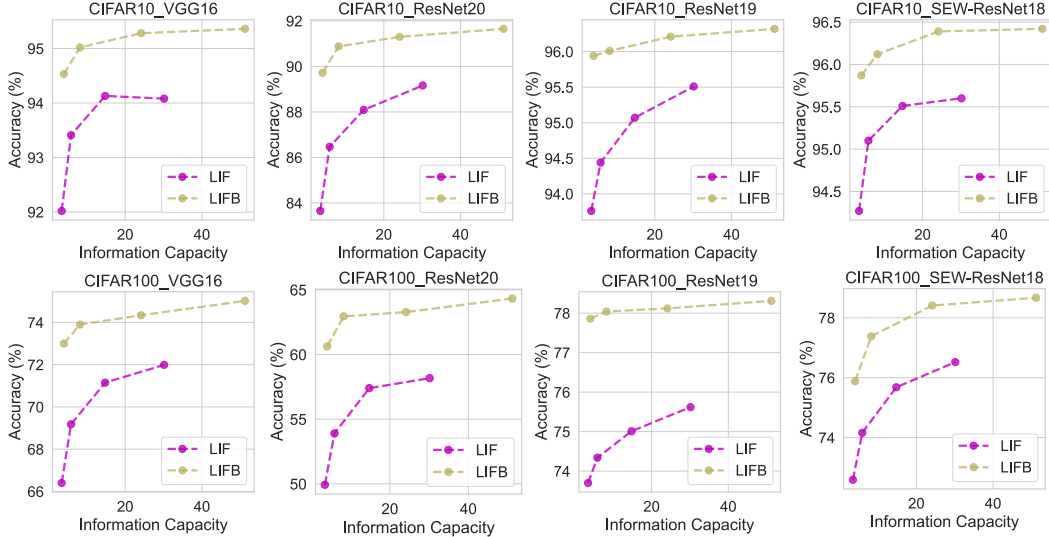 CIFAR10_VGG16
Accuracy (%)
95
94
93
92
20
40
Information Capacity
LIF
LIFB
CIFAR10_ResNet20
Accuracy (%)
92
90
88
86
84
20
40
Information Capacity
LIF
LIFB
CIFAR10_ResNet19
Accuracy (%)
96.0
95.5
95.0
94.5
94.0
20
40
Information Capacity
LIF
LIFB
CIFAR10_SEW-ResNet18
Accuracy (%)
96.5
96.0
95.5
95.0
94.5
20
40
Information Capacity
LIF
LIFB
CIFAR100_VGG16
Accuracy (%)
74
72
70
68
66
20
40
Information Capacity
LIF
LIFB
CIFAR100_ResNet20
Accuracy (%)
65
60
55
50
20
40
Information Capacity
LIF
LIFB
CIFAR100_ResNet19
Accuracy (%)
78
77
76
75
74
20
40
Information Capacity
LIF
LIFB
CIFAR100_SEW-ResNet18
Accuracy (%)
78
76
74
20
40
Information Capacity
LIF
LIFB